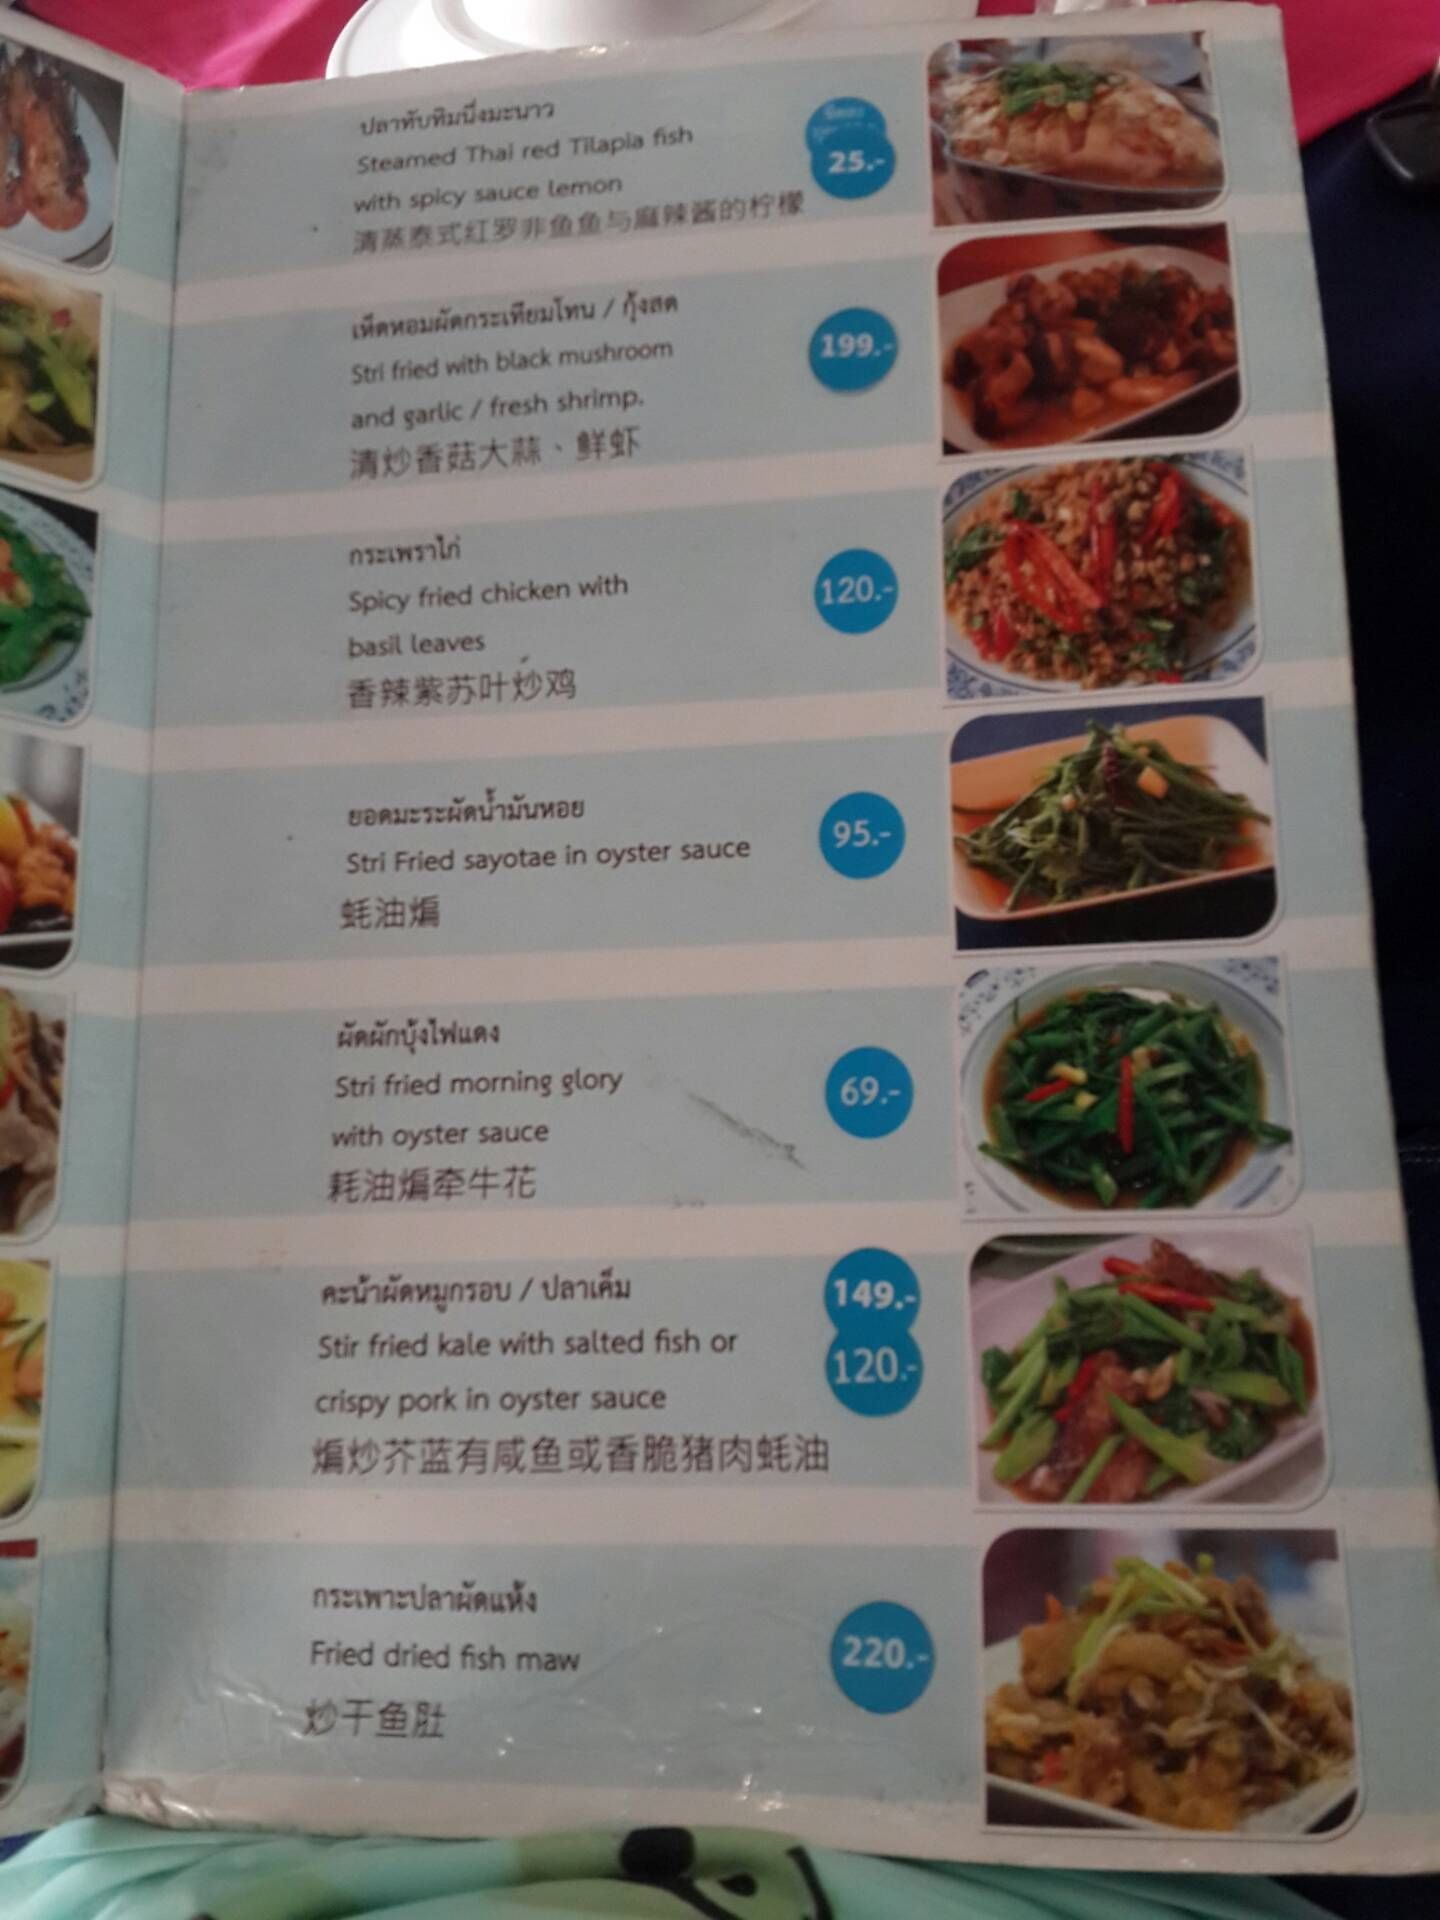 ปลาทับทิมนึ่งมะนาว
Steamed Thai red Tilapia fish
with spicy sauce lemon
清蒸泰式紅罗非鱼鱼与麻辣酱的柠檬
25.-
เห็ดหอมผัดกระเทียมโทน / กุ้งสด
Stri fried with black mushroom
and garlic / fresh shrimp.
清炒香菇大蒜、鲜虾
199.-
กระเพราไก่
Spicy fried chicken with
basil leaves
香辣紫苏叶炒鸡
120.-
ยอดมะระผัดน้ำมันหอย
Stri Fried sayotae in oyster sauce
蚝油煸
95.-
ผัดผักบุ้งไฟแดง
Stri fried morning glory
with oyster sauce
耗油煸牵牛花
69.-
คะน้าผัดหมูกรอบ / ปลาเค็ม
Stir fried kale with salted fish or
crispy pork in oyster sauce
煸炒芥蓝有咸鱼或香脆猪肉蚝油
149.-
120.-
กระเพาะปลาผัดแห้ง
Fried dried fish maw
炒干鱼肚
220.-